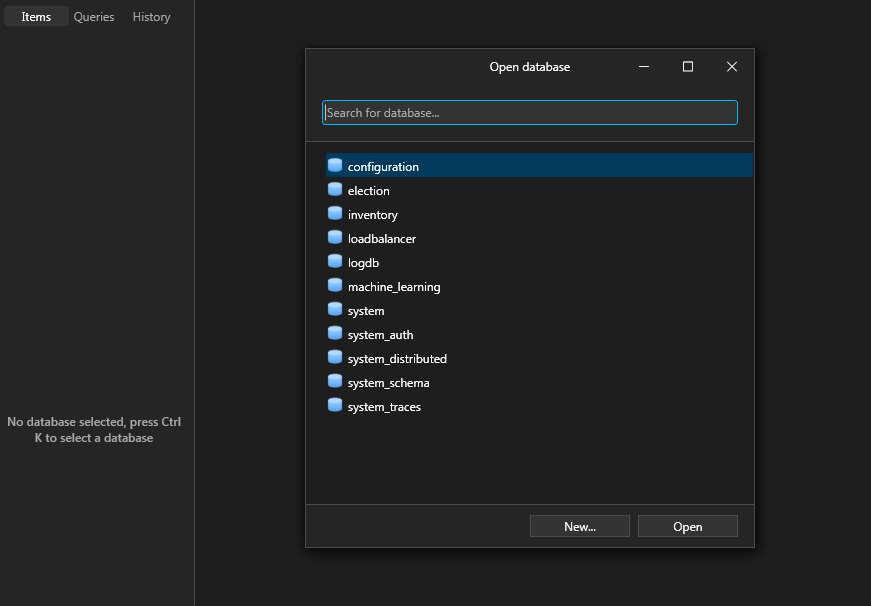 Items Queries History
Open database
Search for database...
configuration
election
inventory
loadbalancer
logdb
machine_learning
system
system_auth
system_distributed
system_schema
system_traces
No database selected, press Ctrl
K to select a database
New... Open